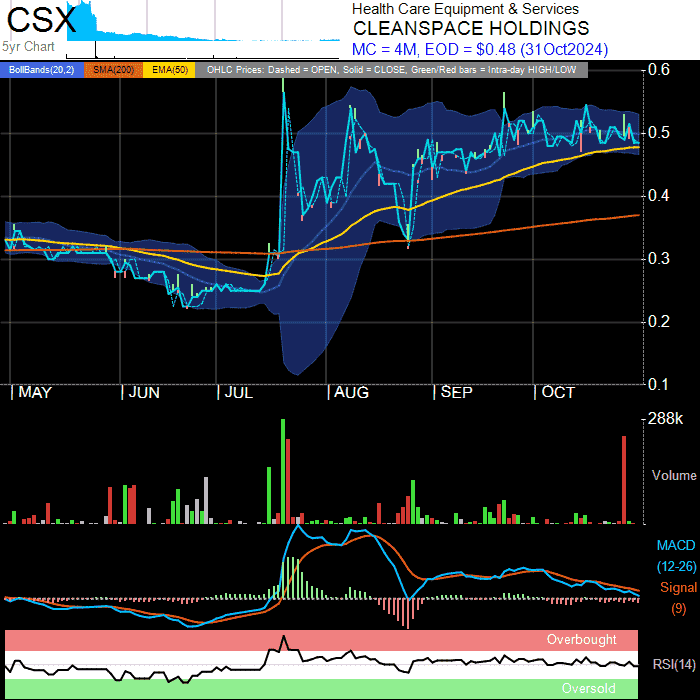 CSX
5yr Chart
Health Care Equipment & Services
CLEANSPACE HOLDINGS
MC = 4M, EOD = $0.48 (31Oct2024)
BollBands(20,2) SMA(200) EMA(50) OHLC Prices: Dashed = OPEN, Solid = CLOSE, Green/Red bars = Intra-day HIGH/LOW
0.6
0.5
0.4
0.3
0.2
0.1
MAY JUN JUL AUG SEP OCT
288k
Volume
MACD
(12-26)
Signal
(9)
Overbought
RSI(14)
Oversold